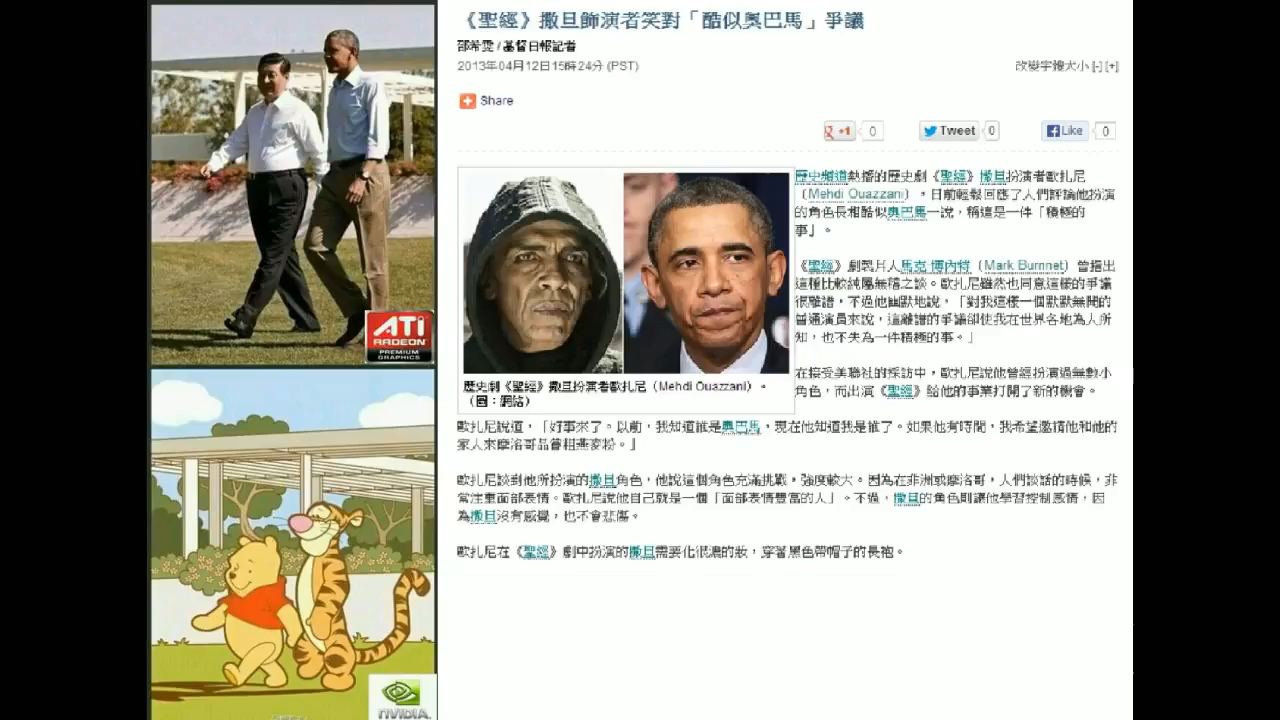 《聖經》撒旦飾演者笑對「酷似奧巴馬」爭議
邵希雯 / 基督日報記者
2013年04月12日15時24分 (PST)
改變字體大小 [-] [+]
Share
+1 0
Tweet 0
Like 0
歷史頻道熱播的歷史劇《聖經》撒旦扮演者歐扎尼
(Mehdi Ouazzani)，日前輕鬆回應了人們評論他扮演
的角色長相酷似奧巴馬一說，稱這是一件「積極的
事」。
《聖經》劇製片人馬克·博內特 (Mark Burnnet) 曾指出
這種比較純屬無稽之談。歐扎尼雖然也同意這樣的爭議
很離譜，不過他幽默地說，「對我這樣一個默默無聞的
普通演員來說，這離譜的爭議卻使我在世界各地為人所
知，也不失為一件積極的事。」
歷史劇《聖經》撒旦扮演者歐扎尼 (Mehdi Ouazzani) 。
(圖：網絡)
在接受美聯社的採訪中，歐扎尼說他曾經扮演過無數小
角色，而出演《聖經》給他的事業打開了新的機會。
歐扎尼說道，「好事來了。以前，我知道誰是奧巴馬，現在他知道我是誰了。如果他有時間，我希望邀請他和他的
家人來摩洛哥品嘗粗燕麥粉。」
歐扎尼談到他所扮演的撒旦角色，他說這個角色充滿挑戰，強度較大。因為在非洲或摩洛哥，人們談話的時候，非
常注重面部表情。歐扎尼說他自己就是一個「面部表情豐富的人」。不過，撒旦的角色則讓他學習控制感情，因
為撒旦沒有感覺，也不會悲傷。
歐扎尼在《聖經》劇中扮演的撒旦需要化很濃的妝，穿著黑色帶帽子的長袍。
ATI
RADEON
PREMIUM
GRAPHICS
NVIDIA.